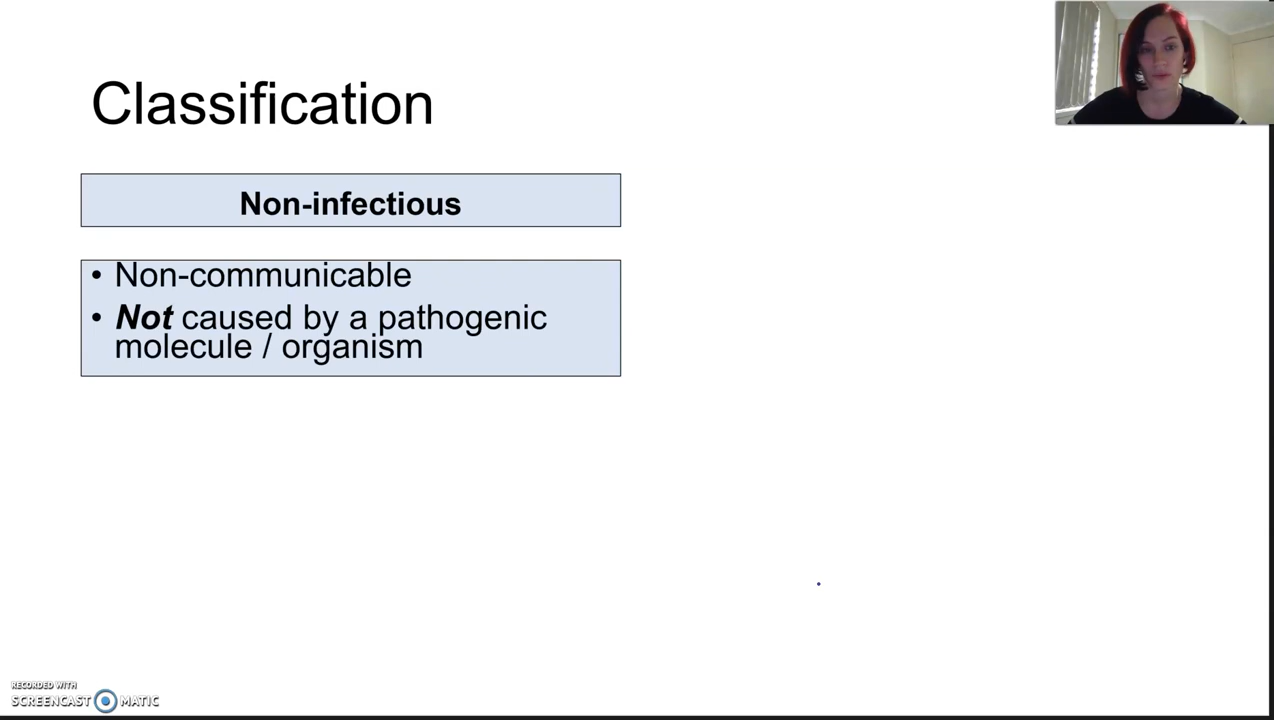 Classification
Non-infectious
• Non-communicable
• Not caused by a pathogenic
molecule / organism
RECORDED WITH
SCREENCAST MATIC